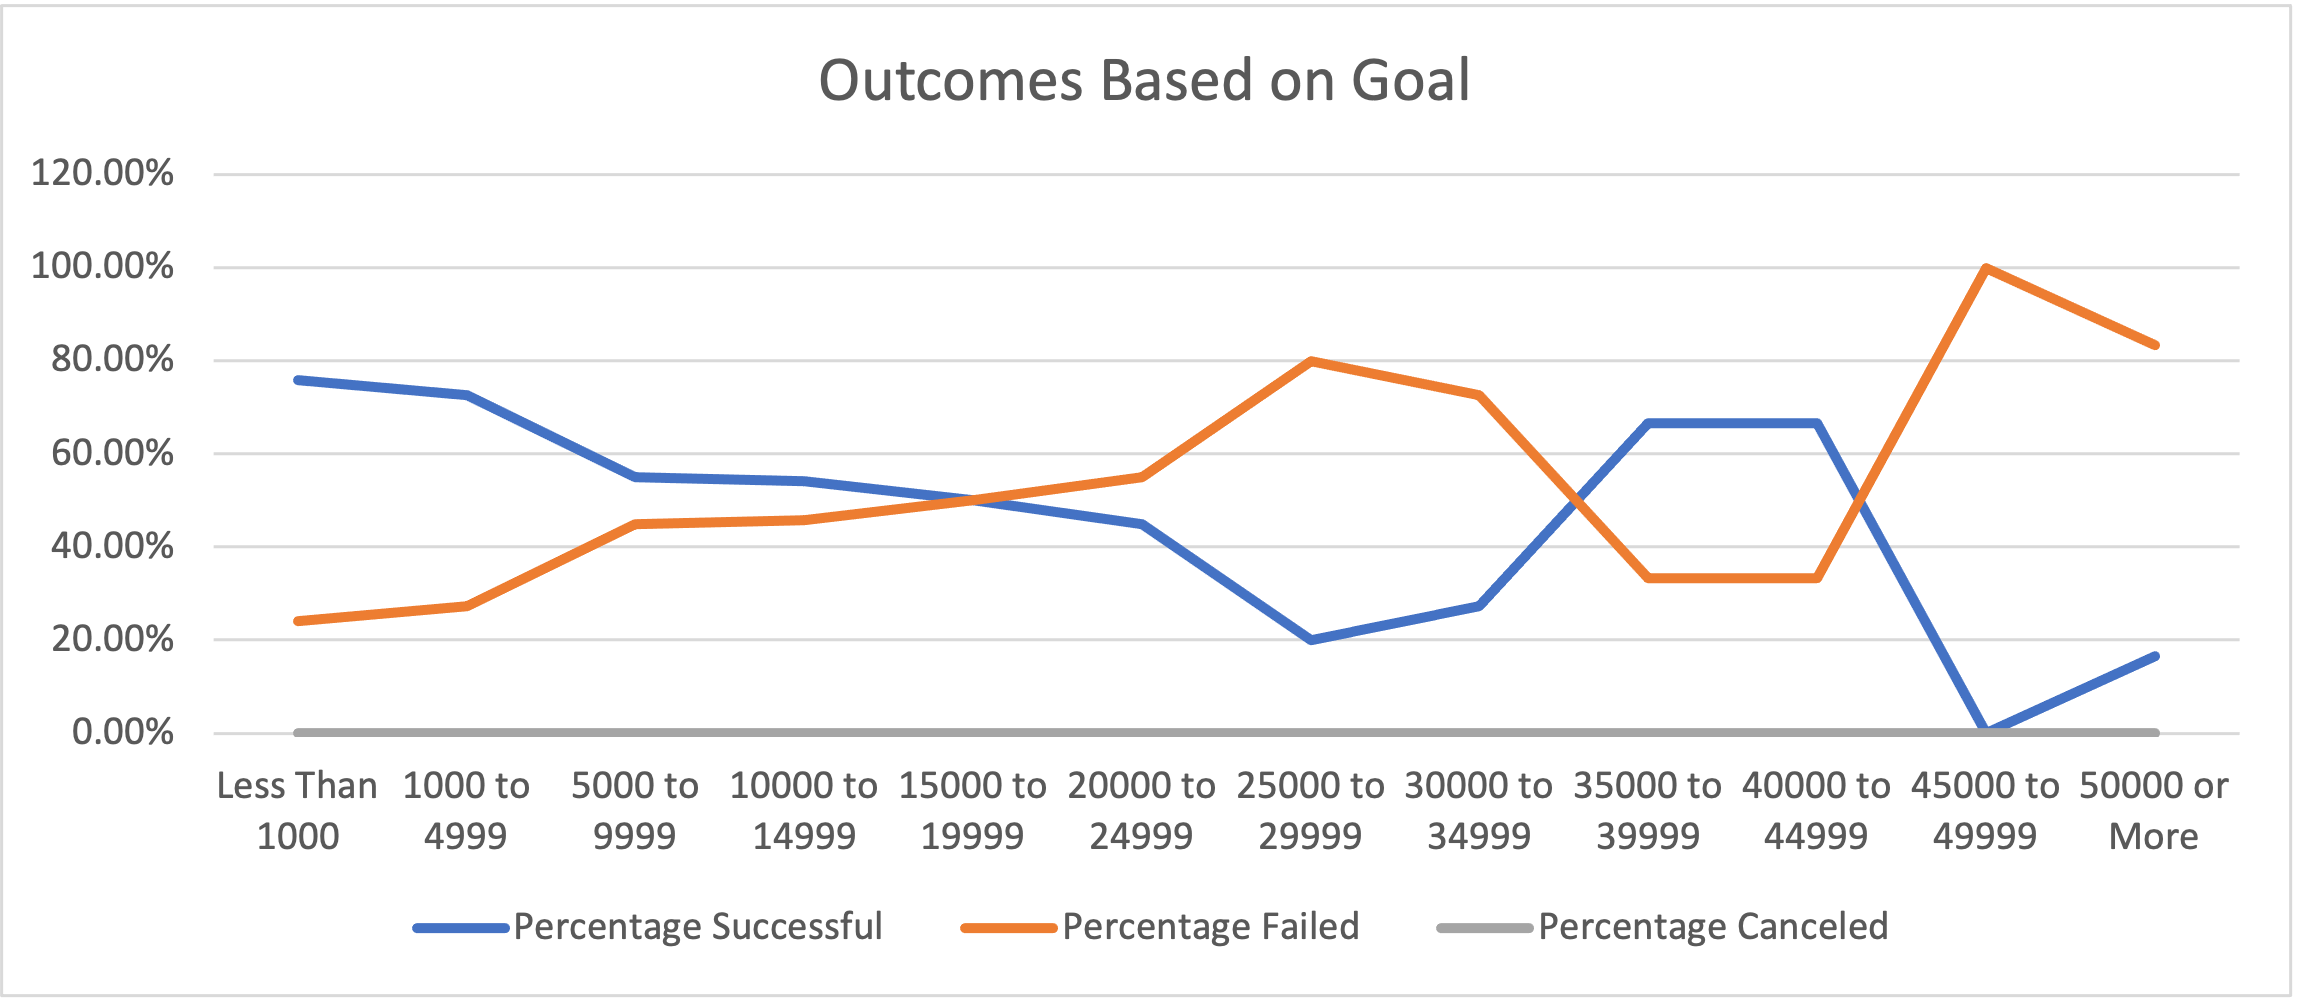 Outcomes Based on Goal
120.00%
100.00%
80.00%
60.00%
40.00%
20.00%
0.00%
Less Than 1000 to 5000 to 10000 to 15000 to 20000 to 25000 to 30000 to 35000 to 40000 to 45000 to 50000 or
1000 4999 9999 14999 19999 24999 29999 34999 39999 44999 49999 More
Percentage Successful Percentage Failed Percentage Canceled